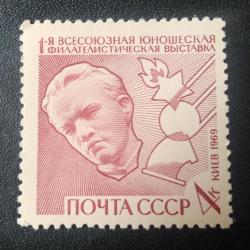 1-я ВСЕСОЮЗНАЯ ЮНОШЕСКАЯ
ФИЛАТЕЛИСТИЧЕСКАЯ ВЫСТАВКА
КИЕВ 1969
ПОЧТА СССР 4К